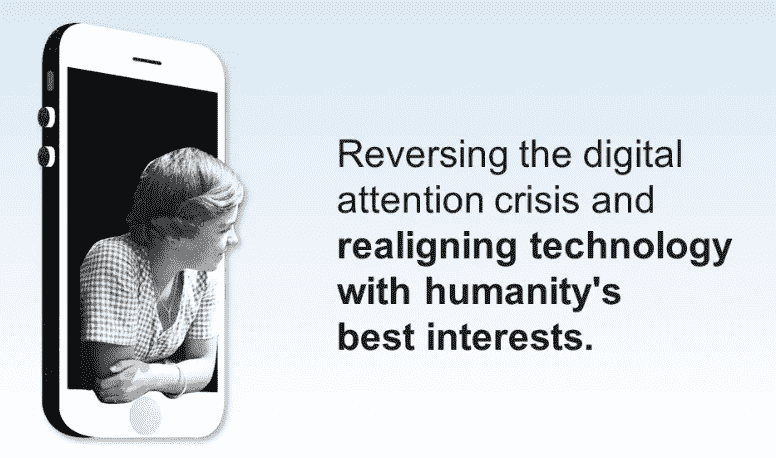 Reversing the digital
attention crisis and
realigning technology
with humanity's
best interests.